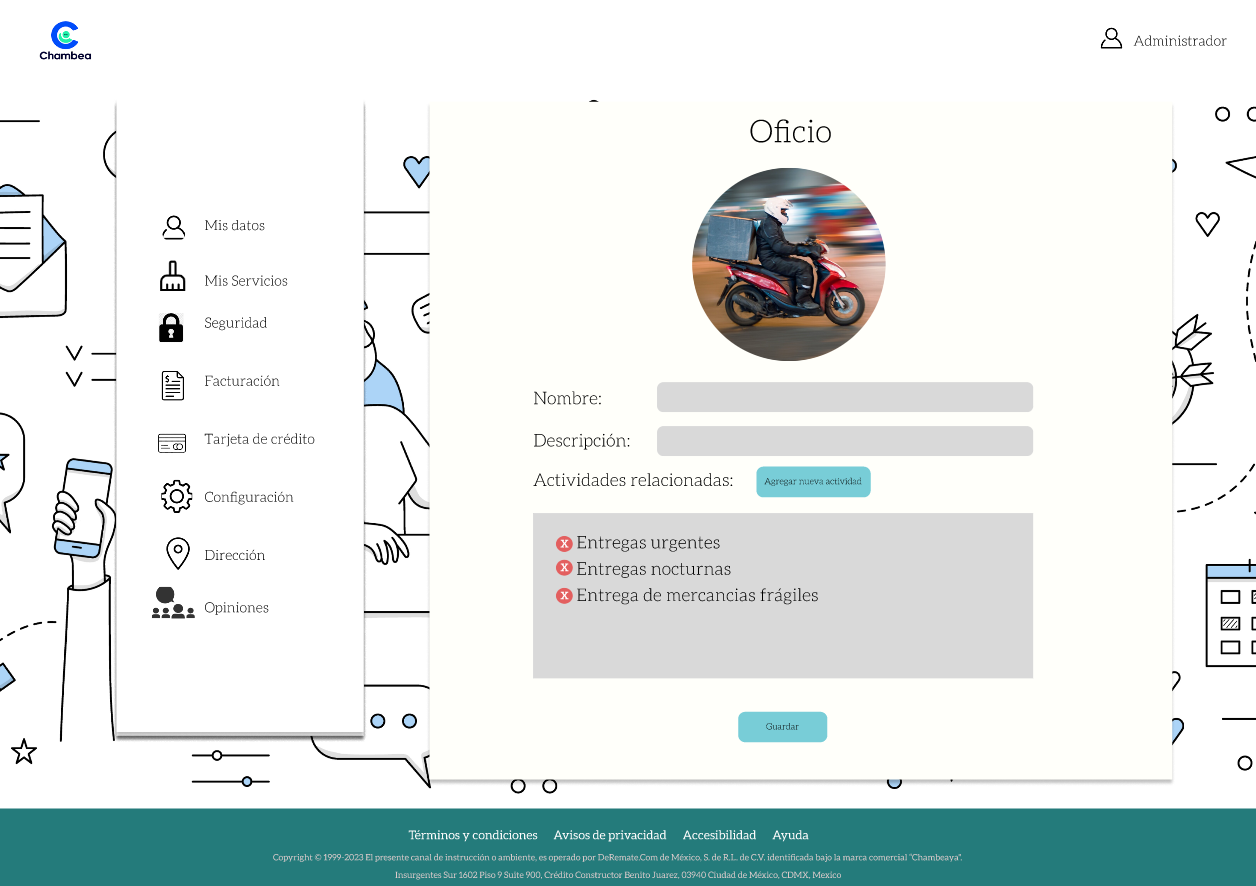 Chambea
Administrador
Mis datos
Mis Servicios
Seguridad
Facturación
Tarjeta de crédito
Configuración
Dirección
Opiniones
Oficio
Nombre:
Descripción:
Actividades relacionadas: Agregar nueva actividad
X Entregas urgentes
X Entregas nocturnas
X Entrega de mercancias frágiles
Guardar
Términos y condiciones Avisos de privacidad Accesibilidad Ayuda
Copyright © 1999-2023 El presente canal de instrucción o ambiente, es operado por DeRemate.Com de México, S. de R.L. de C.V. identificada bajo la marca comercial "Chambeaya".
Insurgentes Sur 1602 Piso 9 Suite 900, Crédito Constructor Benito Juarez, 03940 Ciudad de México, CDMX, Mexico